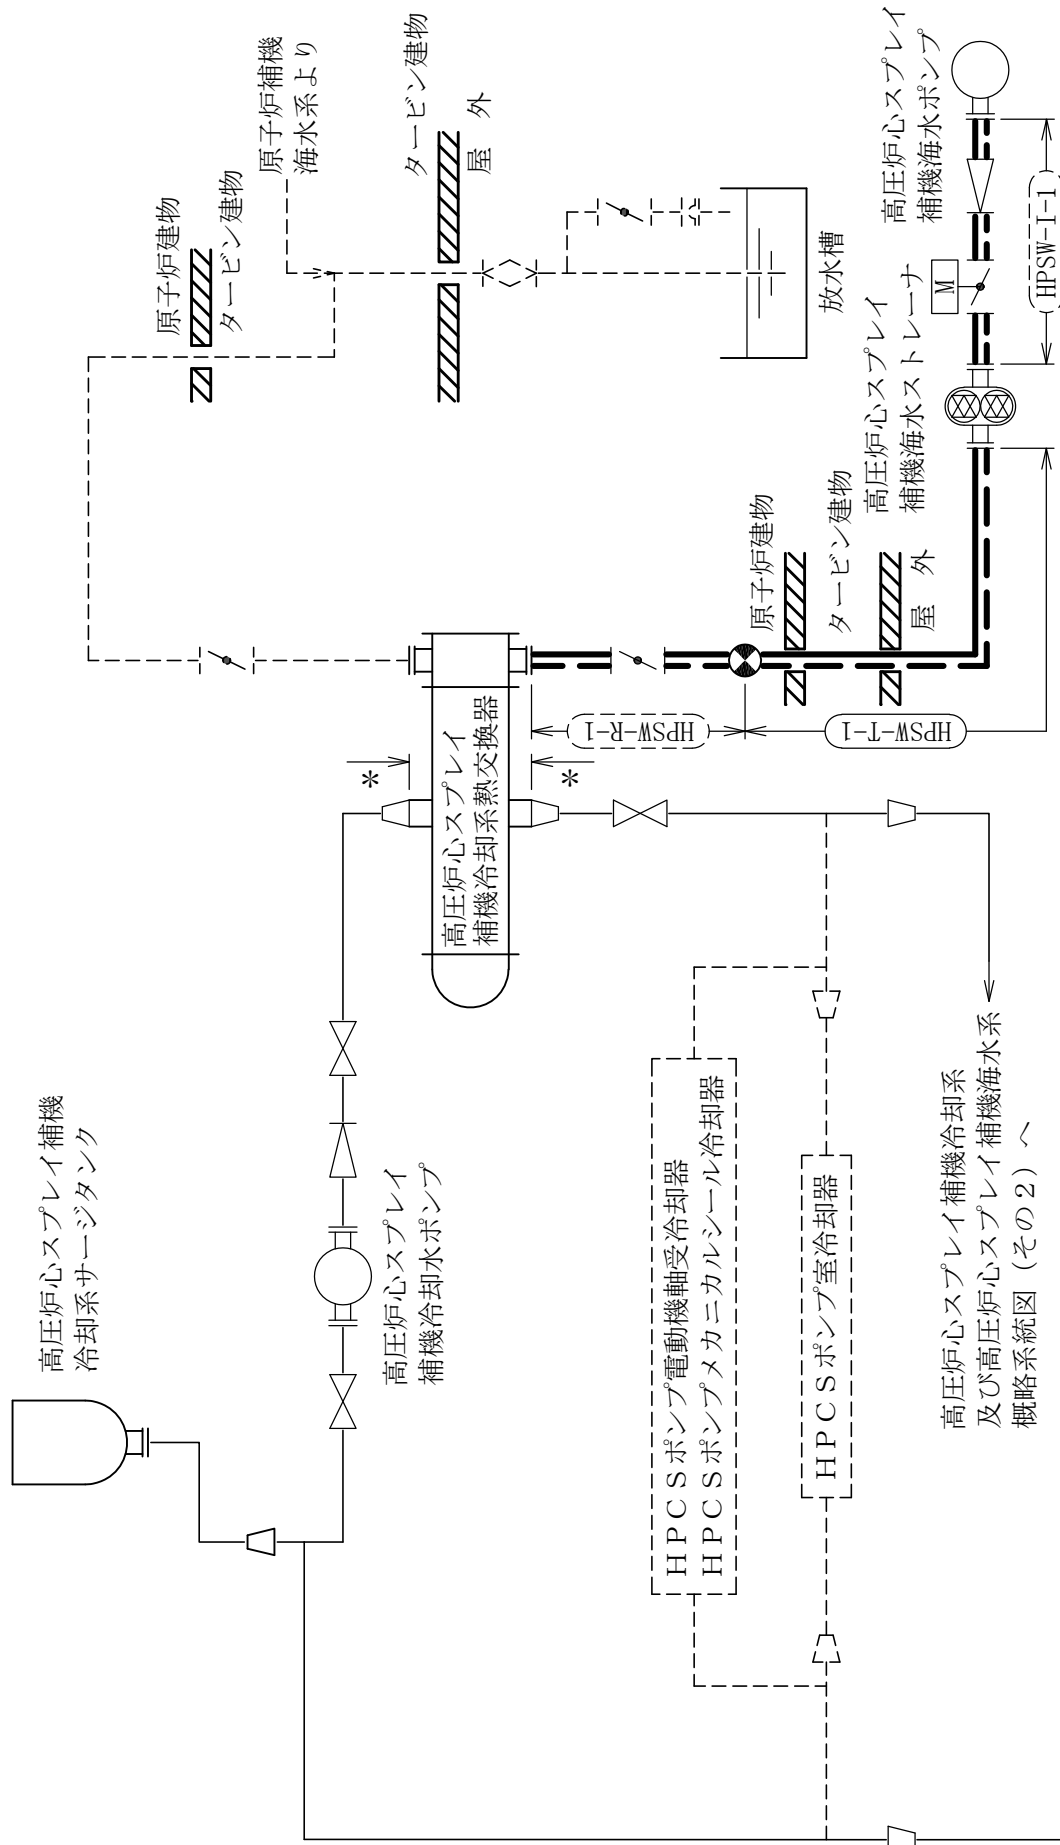 高圧炉心スプレイ補機
冷却系サージタンク
高圧炉心スプレイ
補機冷却水ポンプ
高圧炉心スプレイ
補機冷却系熱交換器
*
*
原子炉建物
タービン建物
原子炉補機
海水系より
タービン建物
屋外
放水槽
高圧炉心スプレイ
補機海水ポンプ
M
高圧炉心スプレイ
補機海水ストレーナ
原子炉建物
タービン建物
屋外
HPSW-I-1
HPSW-R-1
HPSW-T-1
ＨＰＣＳポンプ電動機軸受冷却器
ＨＰＣＳポンプメカニカルシール冷却器
ＨＰＣＳポンプ室冷却器
高圧炉心スプレイ補機冷却系
及び高圧炉心スプレイ補機海水系
概略系統図（その２）へ